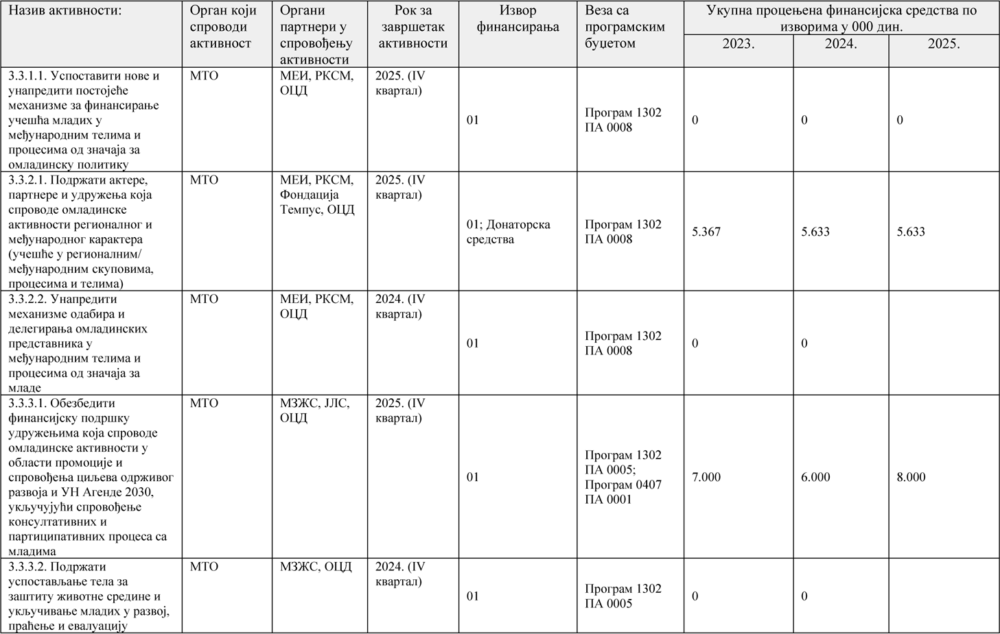 Назив активности:
Орган који
спроводи
активност
Органи
партнери у
спровођењу
активности
Рок за
завршетак
активности
Извор
финансирања
Веза са
програмским
буџетом
Укупна процењена финансијска средства по
изворима у 000 дин.
2023.
2024.
2025.
3.3.1.1. Успоставити нове и
унапредити постојеће
механизме за финансирање
учешћа младих у
међународним телима и
процесима од значаја за
омладинску политику
МТО
МЕИ, РКСМ,
ОЦД
2025. (IV
квартал)
01
Програм 1302
ПА 0008
0
0
0
3.3.2.1. Подржати актере,
партнере и удружења која
спроводе омладинске
активности регионалног и
међународног карактера
(учешће у регионалним/
међународним скуповима,
процесима и телима)
МТО
МЕИ, РКСМ,
Фондација
Темпус, ОЦД
2025. (IV
квартал)
01; Донаторска
средства
Програм 1302
ПА 0008
5.367
5.633
5.633
3.3.2.2. Унапредити
механизме одабира и
делегирања омладинских
представника у
међународним телима и
процесима од значаја за
младе
МТО
МЕИ, РКСМ,
ОЦД
2024. (IV
квартал)
01
Програм 1302
ПА 0008
0
0
3.3.3.1. Обезбедити
финансијску подршку
удружењима која спроводе
омладинске активности у
области промоције и
спровођења циљева одрживог
развоја и УН Агенде 2030,
укључујући спровођење
консултативних и
партиципативних процеса са
младима
МТО
МЗЖС, ЈЛС,
ОЦД
2025. (IV
квартал)
01
Програм 1302
ПА 0005;
Програм 0407
ПА 0001
7.000
6.000
8.000
3.3.3.2. Подржати
успостављање тела за
заштиту животне средине и
укључивање младих у развој,
праћење и евалуацију
МТО
МЗЖС, ОЦД
2024. (IV
квартал)
01
Програм 1302
ПА 0005
0
0